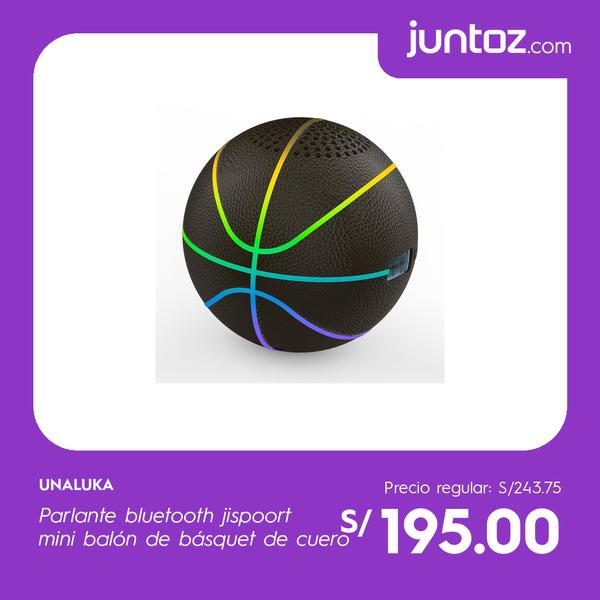 juntoz.com
UNALUKA
Parlante bluetooth jispoort
mini balón de básquet de cuero
Precio regular: S/243.75
S/195.00